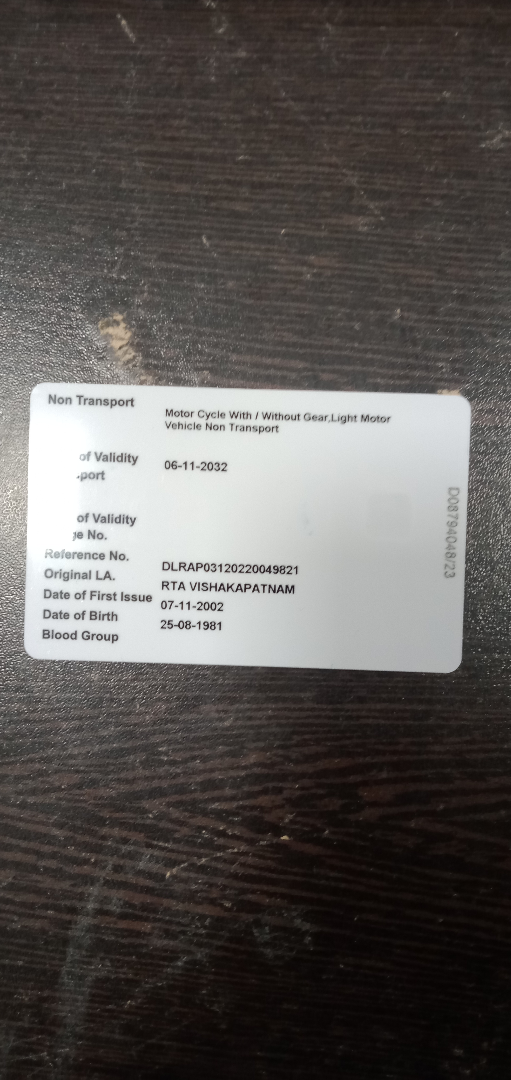 Non Transport
Motor Cycle With / Without Gear,Light Motor
Vehicle Non Transport
of Validity 06-11-2032
of Validity
No.
Reference No. DLRAP03120220049821
Original LA. RTA VISHAKAPATNAM
Date of First Issue 07-11-2002
Date of Birth 25-08-1981
Blood Group
D08794048/23